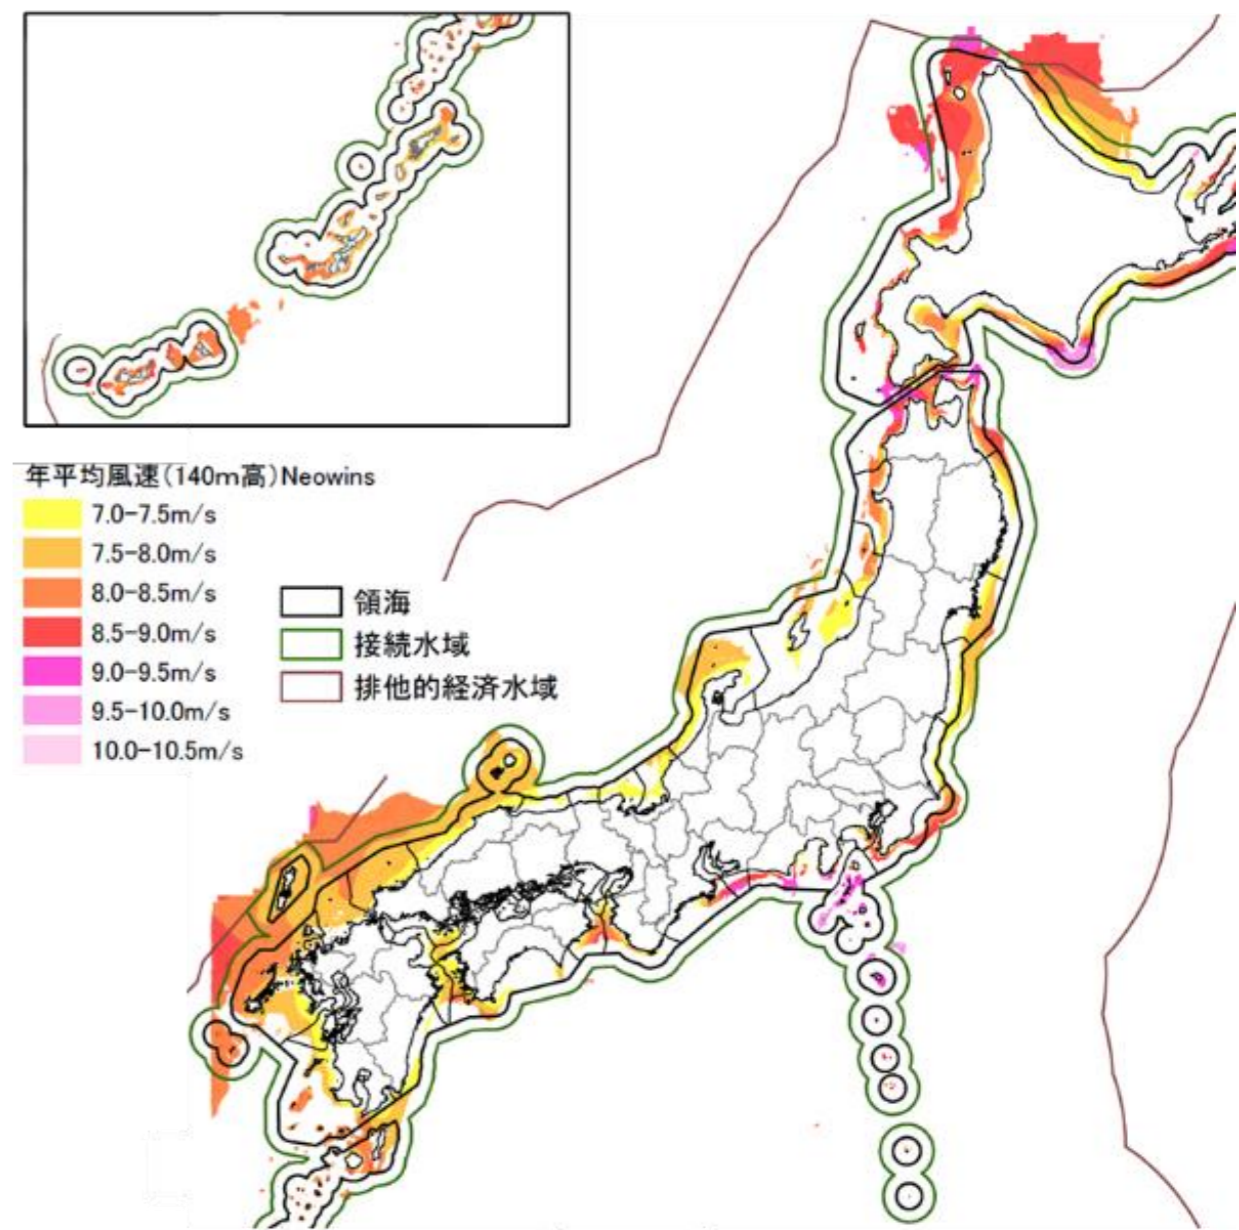 年平均風速(140m高)Neowins
7.0-7.5m/s
7.5-8.0m/s
8.0-8.5m/s
8.5-9.0m/s
9.0-9.5m/s
9.5-10.0m/s
10.0-10.5m/s
領海
接続水域
排他的経済水域